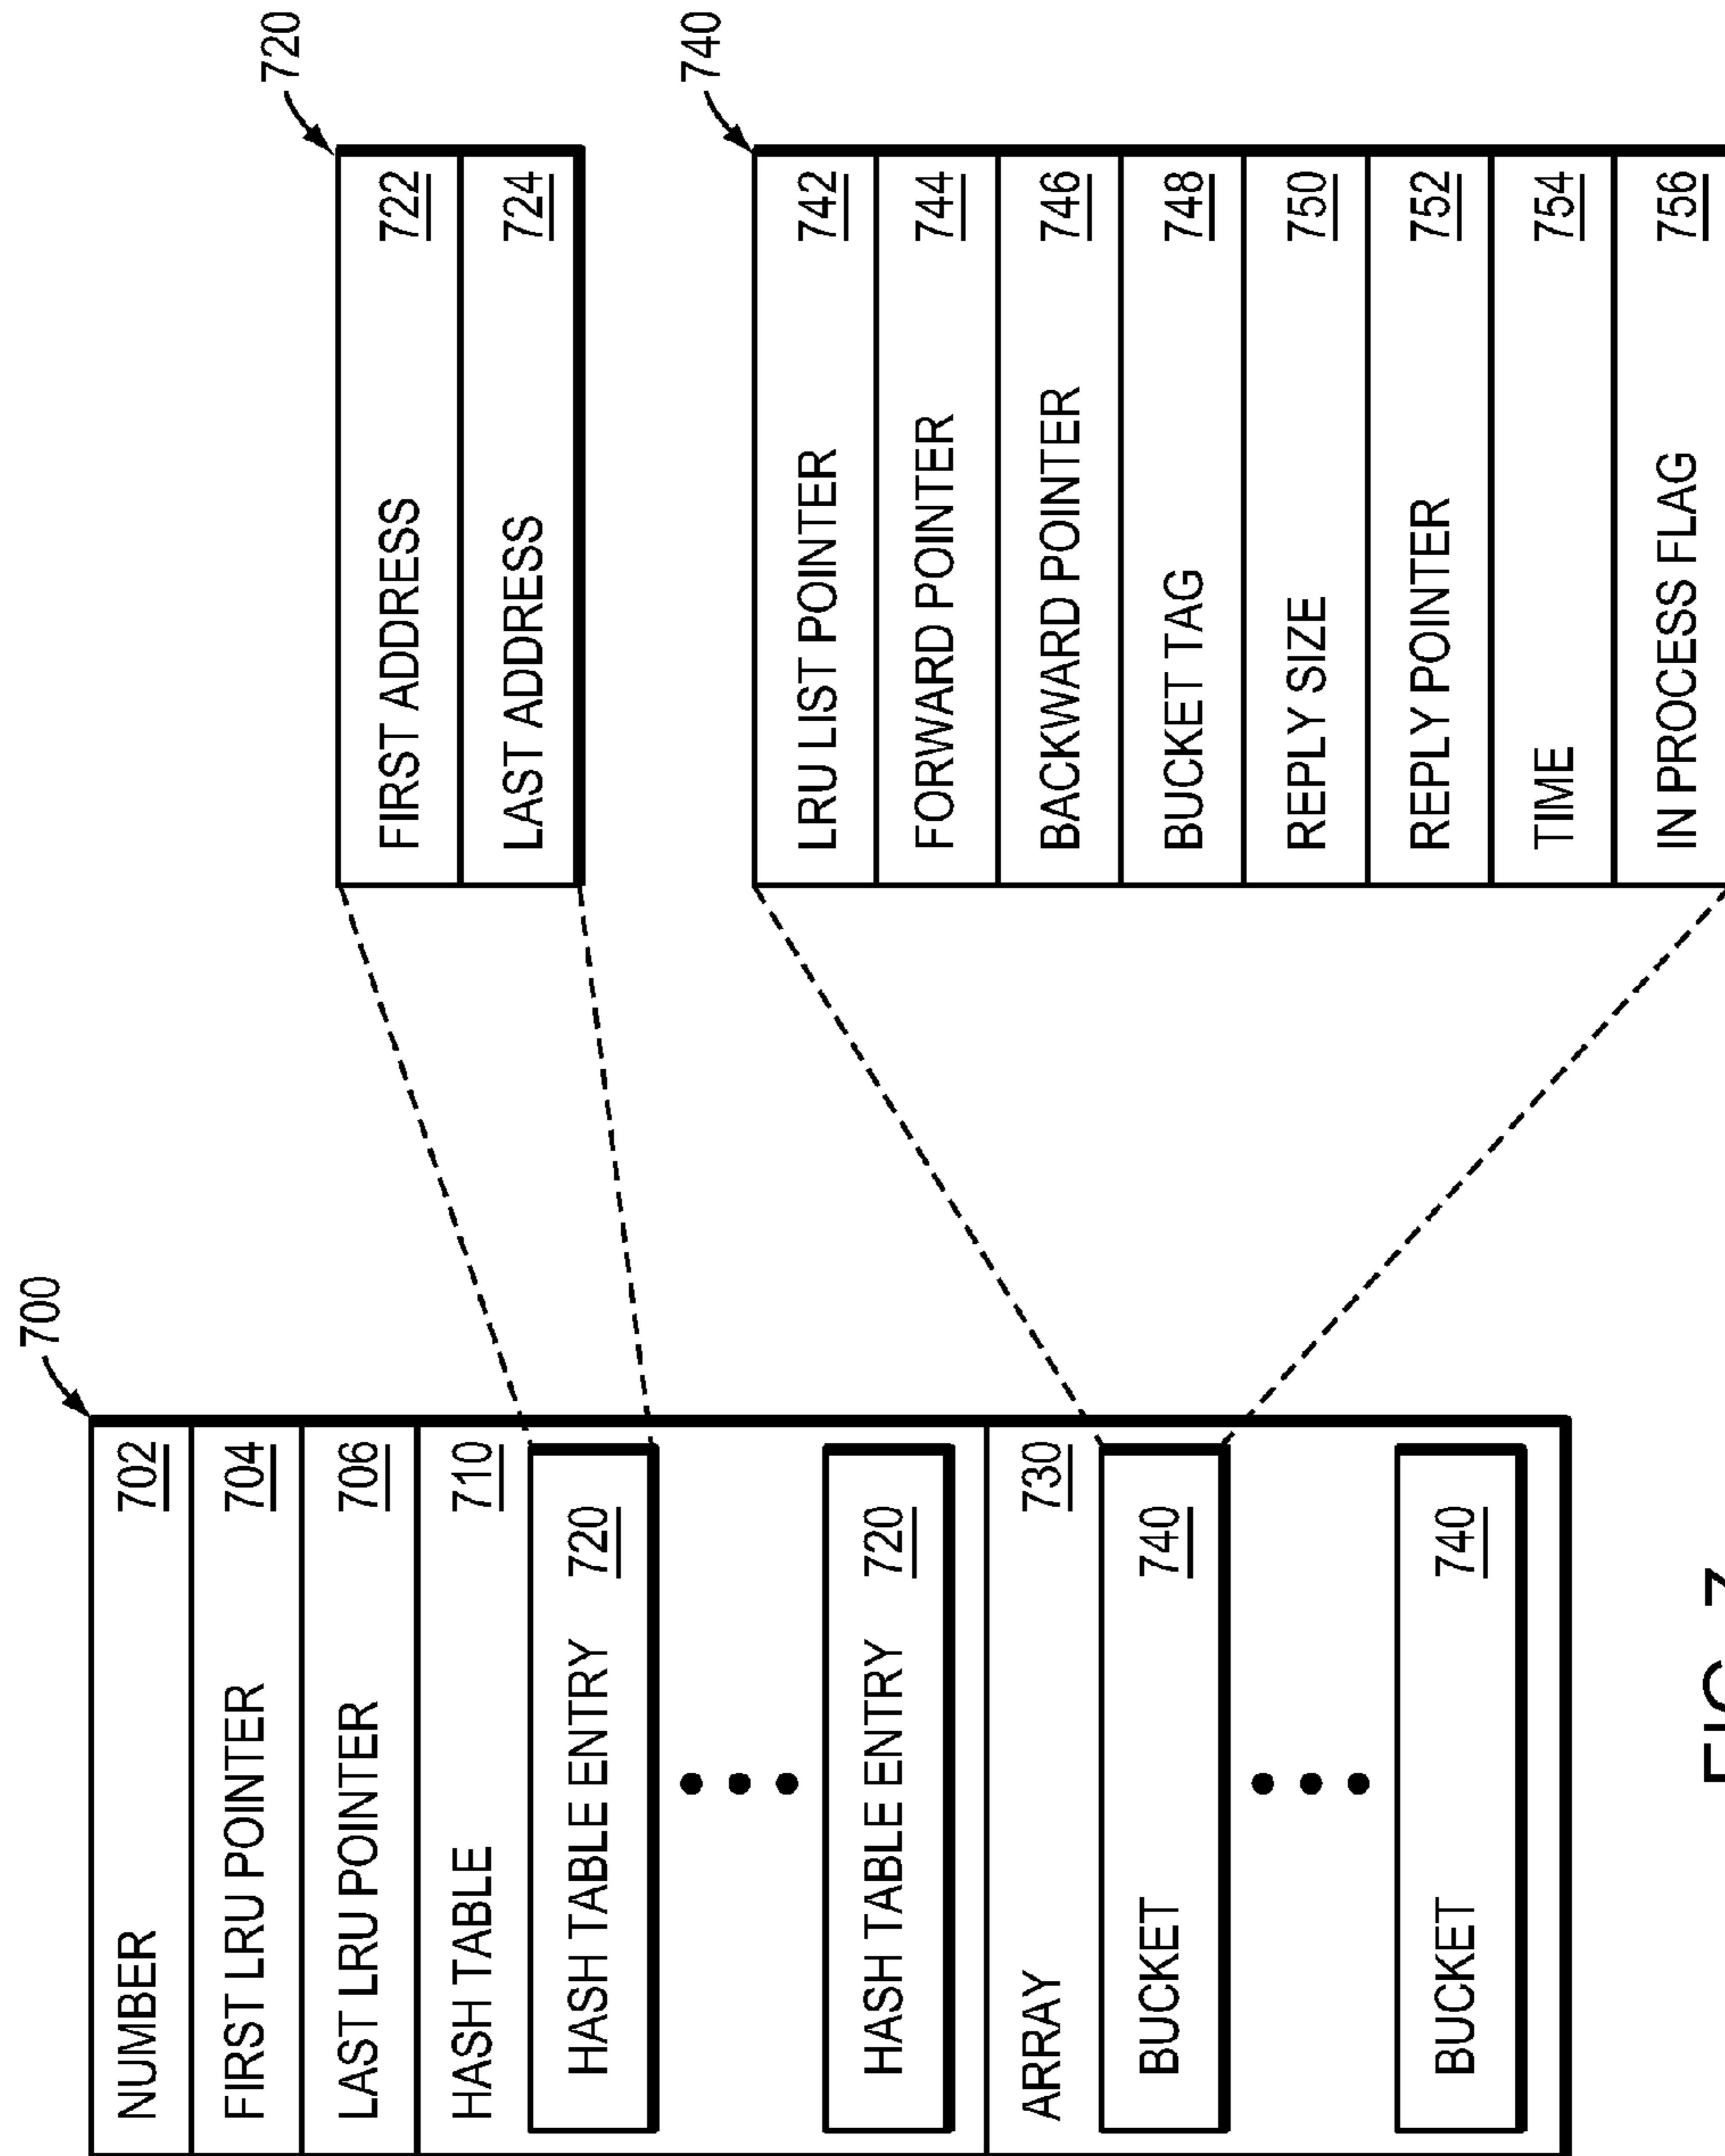 700
NUMBER 702
FIRST LRU POINTER 704
LAST LRU POINTER 706
HASH TABLE 710
HASH TABLE ENTRY 720
HASH TABLE ENTRY 720
ARRAY 730
BUCKET 740
BUCKET 740
720
FIRST ADDRESS 722
LAST ADDRESS 724
740
LRU LIST POINTER 742
FORWARD POINTER 744
BACKWARD POINTER 746
BUCKET TAG 748
REPLY SIZE 750
REPLY POINTER 752
TIME 754
IN PROCESS FLAG 756